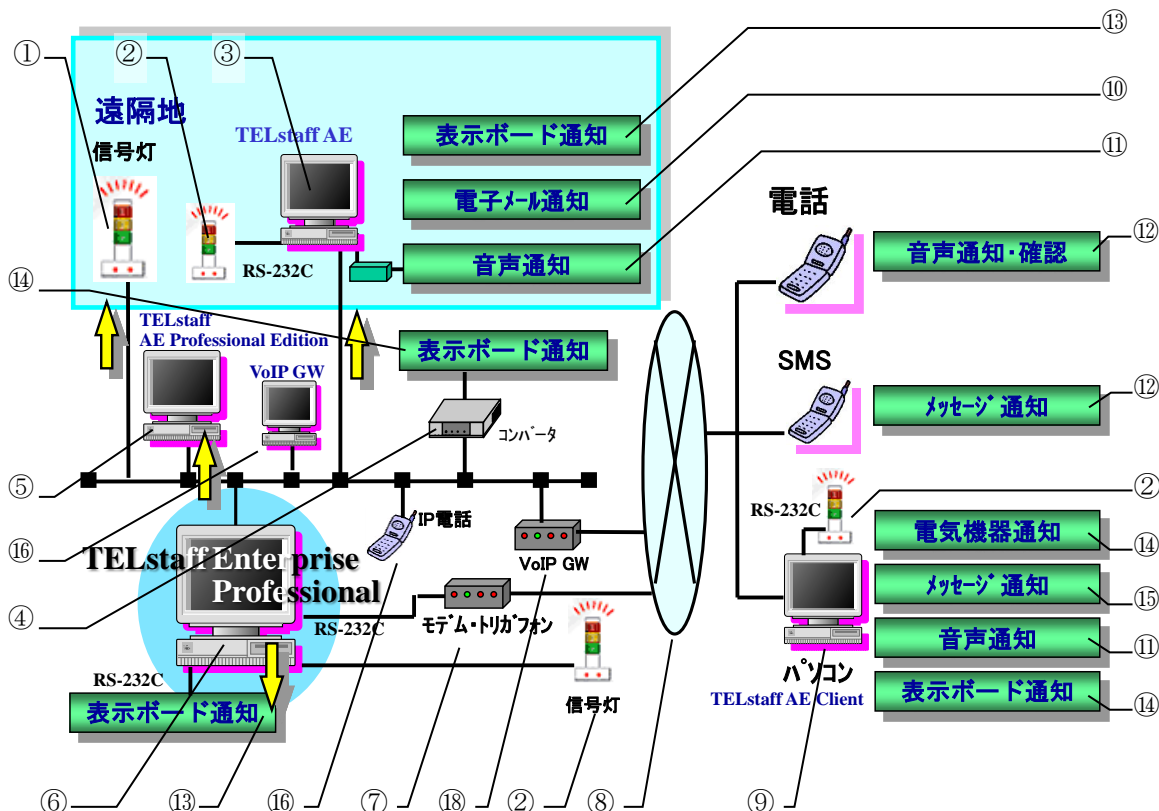 ① ② ③ ⑬
遠隔地
⑩
信号灯
TELstaff AE
表示ボード通知
⑪
電子ﾒｰﾙ通知
電話
⑫
RS-232C
音声通知
音声通知・確認
⑭
TELstaff
AE Professional Edition
表示ボード通知
VoIP GW
SMS
⑫
ﾒｯｾｰｼﾞ通知
ｺﾝﾊﾞｰﾀ
⑤
RS-232C
②
IP電話
電気機器通知
⑭
⑯
TELstaff Enterprise
Professional
VoIP GW
ﾒｯｾｰｼﾞ通知
⑮
④
RS-232C
ﾓﾃﾞﾑ・ﾄﾘｶﾞﾌｫﾝ
音声通知
⑪
RS-232C
信号灯
ﾊﾟｿｺﾝ
TELstaff AE Client
表示ボード通知
⑭
表示ボード通知
⑥ ⑬ ⑯ ⑦ ⑱ ② ⑧ ⑨